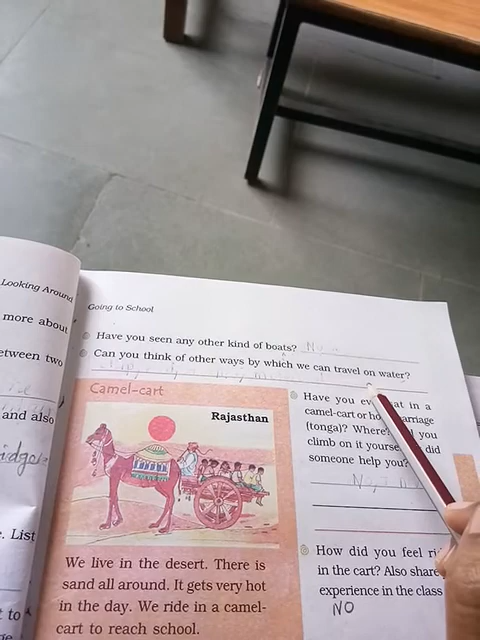 Looking Around
more about
etween two
and also
idge
. List
t to
Going to School
Have you seen any other kind of boats? No
Can you think of other ways by which we can travel on water?
Camel-cart
Rajasthan
We live in the desert. There is
sand all around. It gets very hot
in the day. We ride in a camel-
cart to reach school.
Have you ev at in a
camel-cart or ho arriage
(tonga)? Where? you
climb on it yourse did
someone help you?
How did you feel ri
in the cart? Also share
experience in the class
NO